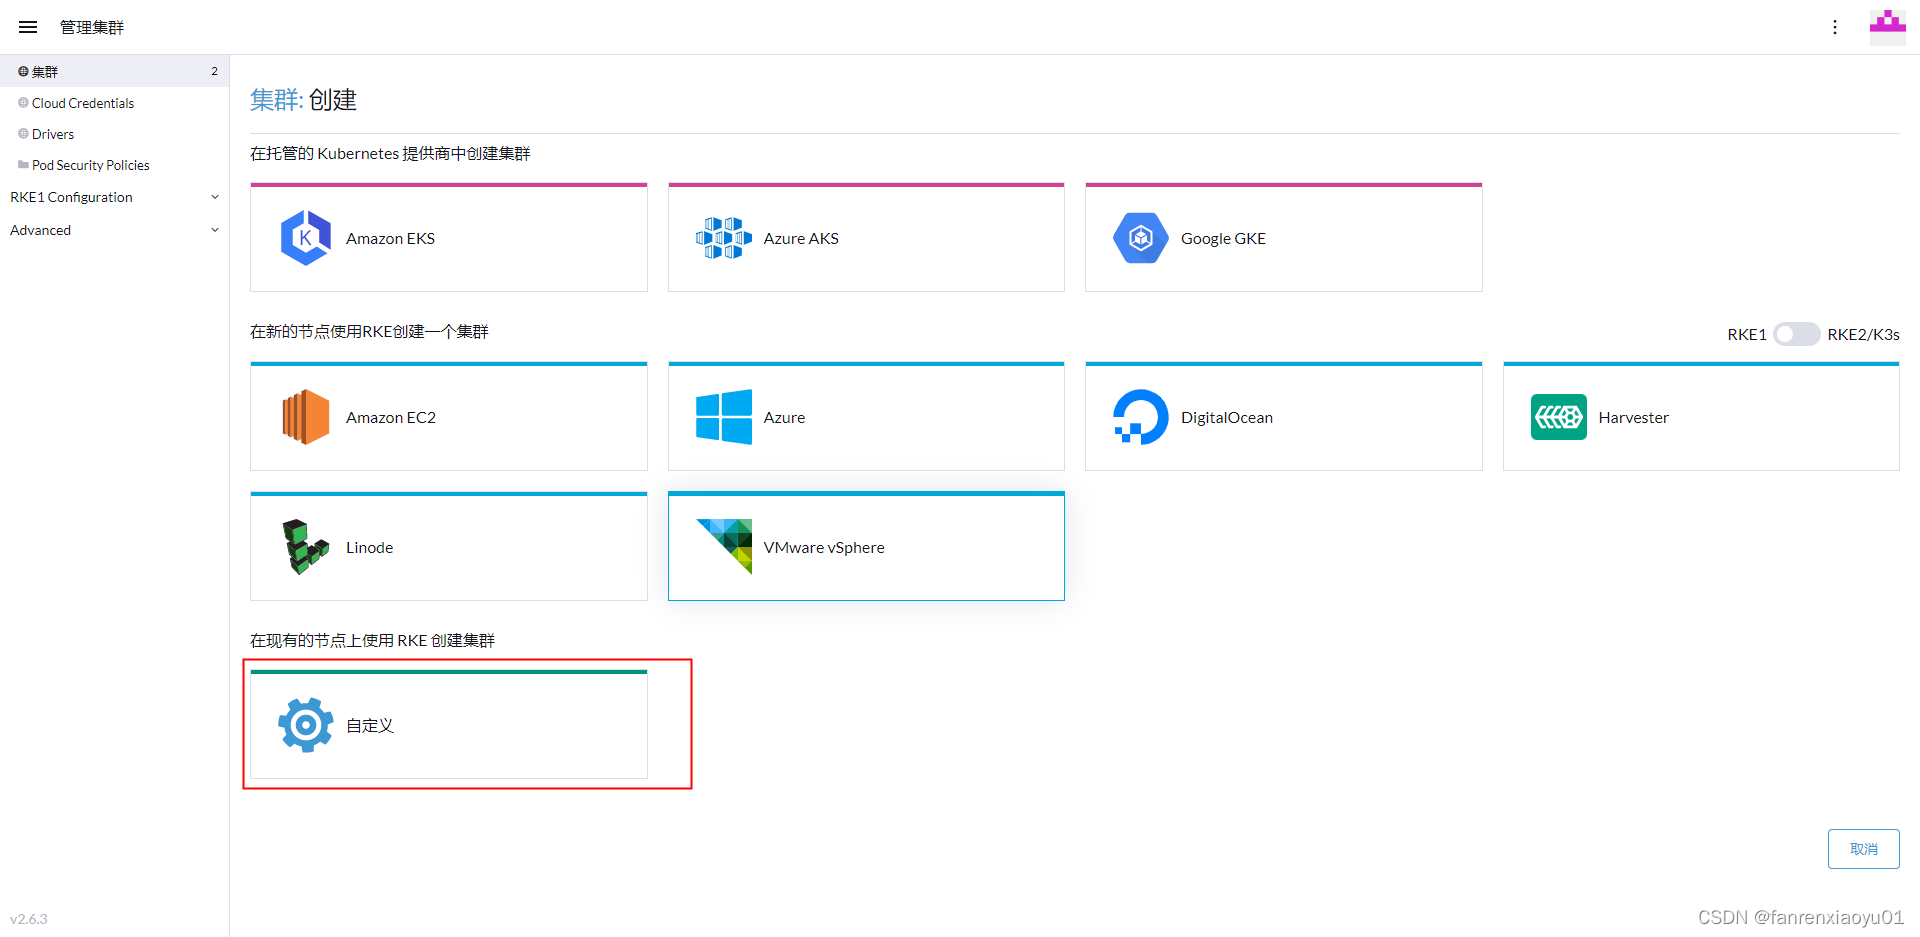 管理集群
集群 2
Cloud Credentials
Drivers
Pod Security Policies
RKE1 Configuration
Advanced
集群: 创建
在托管的 Kubernetes 提供商中创建集群
K
Amazon EKS
Azure AKS
Google GKE
在新的节点使用RKE创建一个集群
RKE1 RKE2/K3s
Amazon EC2
Azure
DigitalOcean
Harvester
Linode
VMware vSphere
在现有的节点上使用 RKE 创建集群
自定义
取消
v2.6.3
CSDN @fanrenxiaoyu01